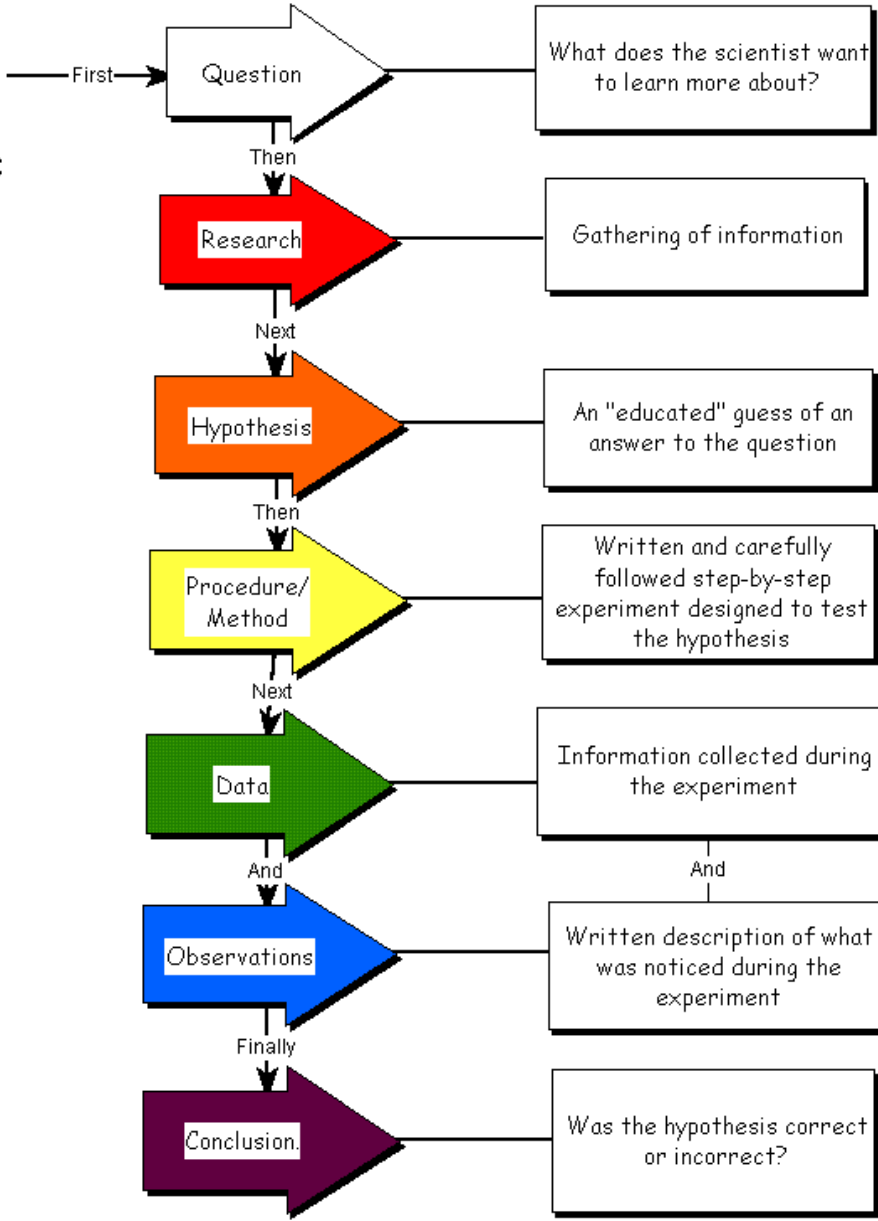 First
Question
What does the scientist want
to learn more about?
:
Then
Research
Gathering of information
Next
Hypothesis
An "educated" guess of an
answer to the question
Then
Procedure/
Method
Written and carefully
followed step-by-step
experiment designed to test
the hypothesis
Next
Data
Information collected during
the experiment
And
And
Observations
Written description of what
was noticed during the
experiment
Finally
Conclusion.
Was the hypothesis correct
or incorrect?